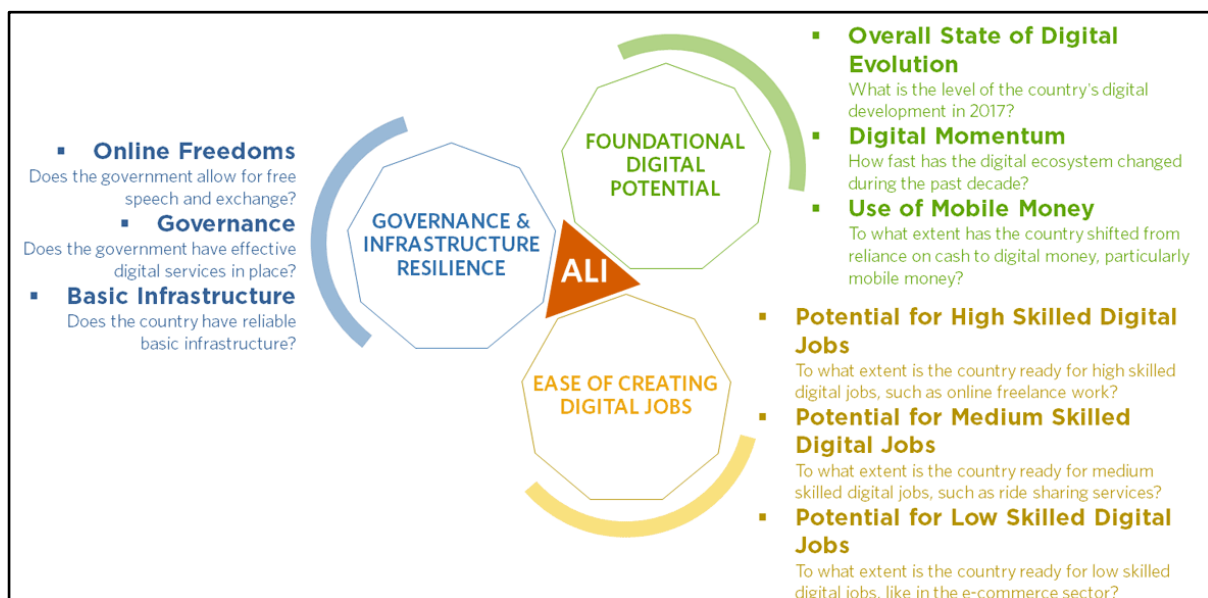 ▪ Online Freedoms
Does the government allow for free
speech and exchange?
▪ Governance
Does the government have effective
digital services in place?
▪ Basic Infrastructure
Does the country have reliable
basic infrastructure?
GOVERNANCE &
INFRASTRUCTURE
RESILIENCE
FOUNDATIONAL
DIGITAL
POTENTIAL
ALI
EASE OF CREATING
DIGITAL JOBS
▪ Overall State of Digital
Evolution
What is the level of the country's digital
development in 2017?
▪ Digital Momentum
How fast has the digital ecosystem changed
during the past decade?
▪ Use of Mobile Money
To what extent has the country shifted from
reliance on cash to digital money, particularly
mobile money?
▪ Potential for High Skilled Digital
Jobs
To what extent is the country ready for high skilled
digital jobs, such as online freelance work?
▪ Potential for Medium Skilled
Digital Jobs
To what extent is the country ready for medium
skilled digital jobs, such as ride sharing services?
▪ Potential for Low Skilled Digital
Jobs
To what extent is the country ready for low skilled
digital jobs, like in the e-commerce sector?